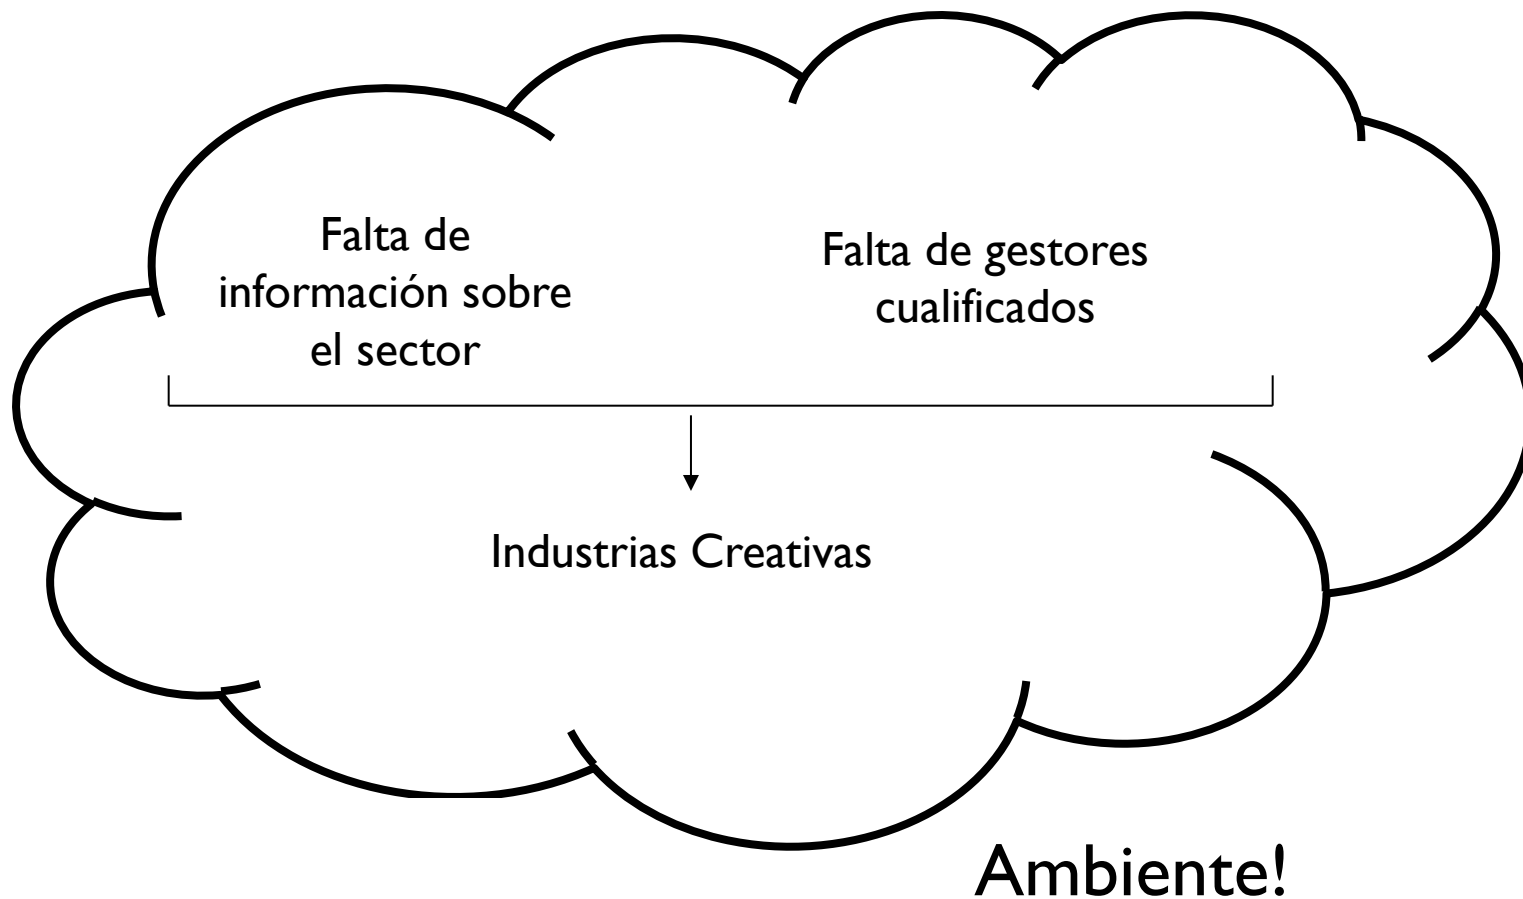 Falta de
información sobre
el sector
Falta de gestores
cualificados
Industrias Creativas
Ambiente!